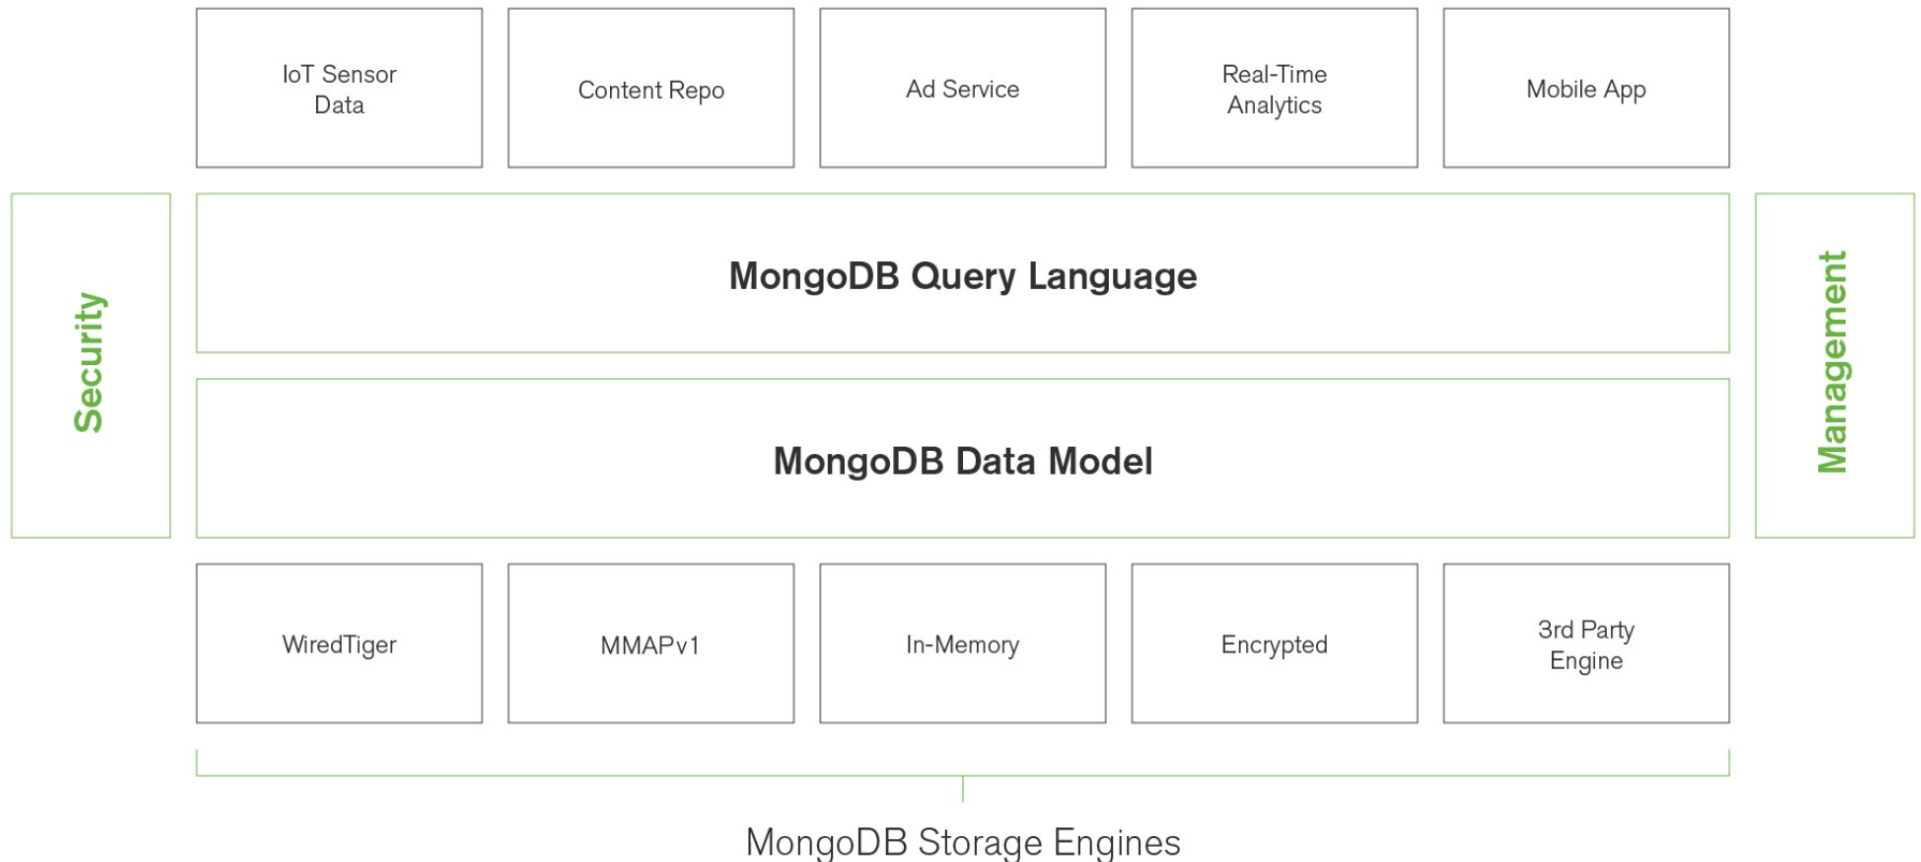 IoT Sensor
Data
Content Repo
Ad Service
Real-Time
Analytics
Mobile App
Security
MongoDB Query Language
Management
MongoDB Data Model
WiredTiger
MMAPv1
In-Memory
Encrypted
3rd Party
Engine
MongoDB Storage Engines